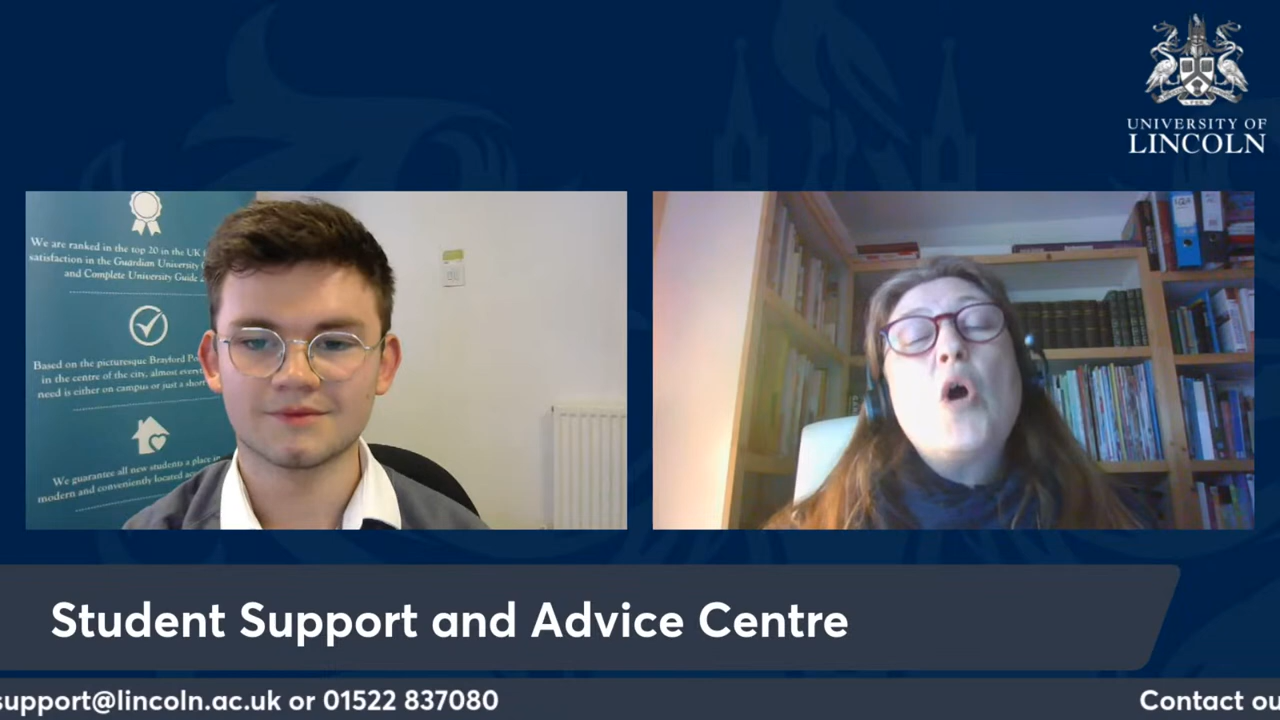 UNIVERSITY OF
LINCOLN
We are ranked in the top 20 in the UK
satisfaction in the Guardian University
and Complete University Guide
Based on the picturesque Brayford
in the centre of the city, almost
need is either on campus or just a short
We guarantee all new students a place in
modern and conveniently located
Student Support and Advice Centre
support@lincoln.ac.uk or 01522 837080
Contact ou